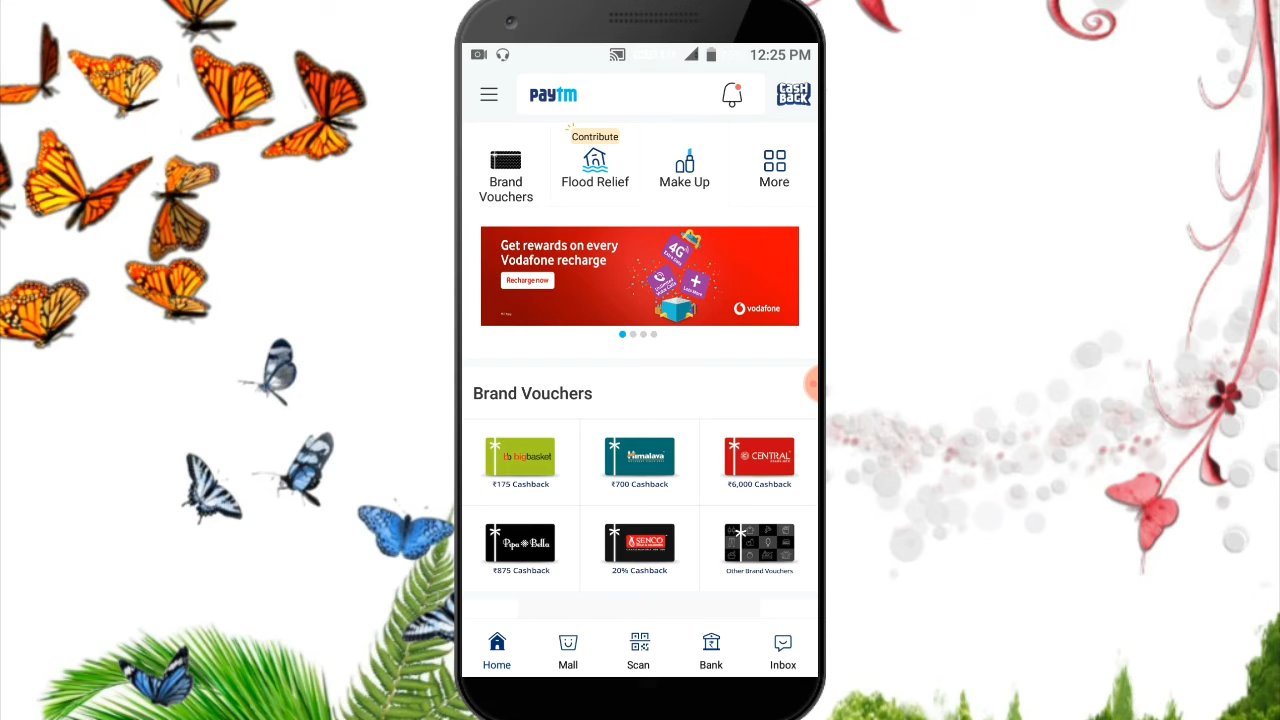 12:25 PM
paytm
CASH
BACK
Contribute
Brand
Vouchers
Flood Relief
Make Up
More
Get rewards on every
Vodafone recharge
Recharge now
4G
vodafone
Brand Vouchers
bigbasket
₹175 Cashback
Himalaya
₹700 Cashback
CENTRAL
₹6,000 Cashback
Pipa Bella
₹875 Cashback
SENCO
20% Cashback
Other Brand Vouchers
Home
Mall
Scan
Bank
Inbox